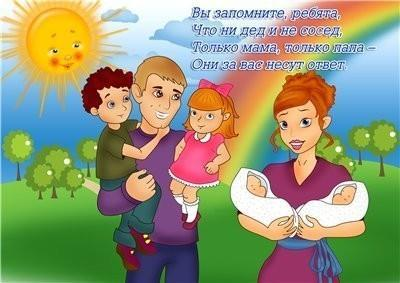 Вы запомните, ребята,
Что ни дед и не сосед,
Только мама, только папа –
Они за вас несут ответ.